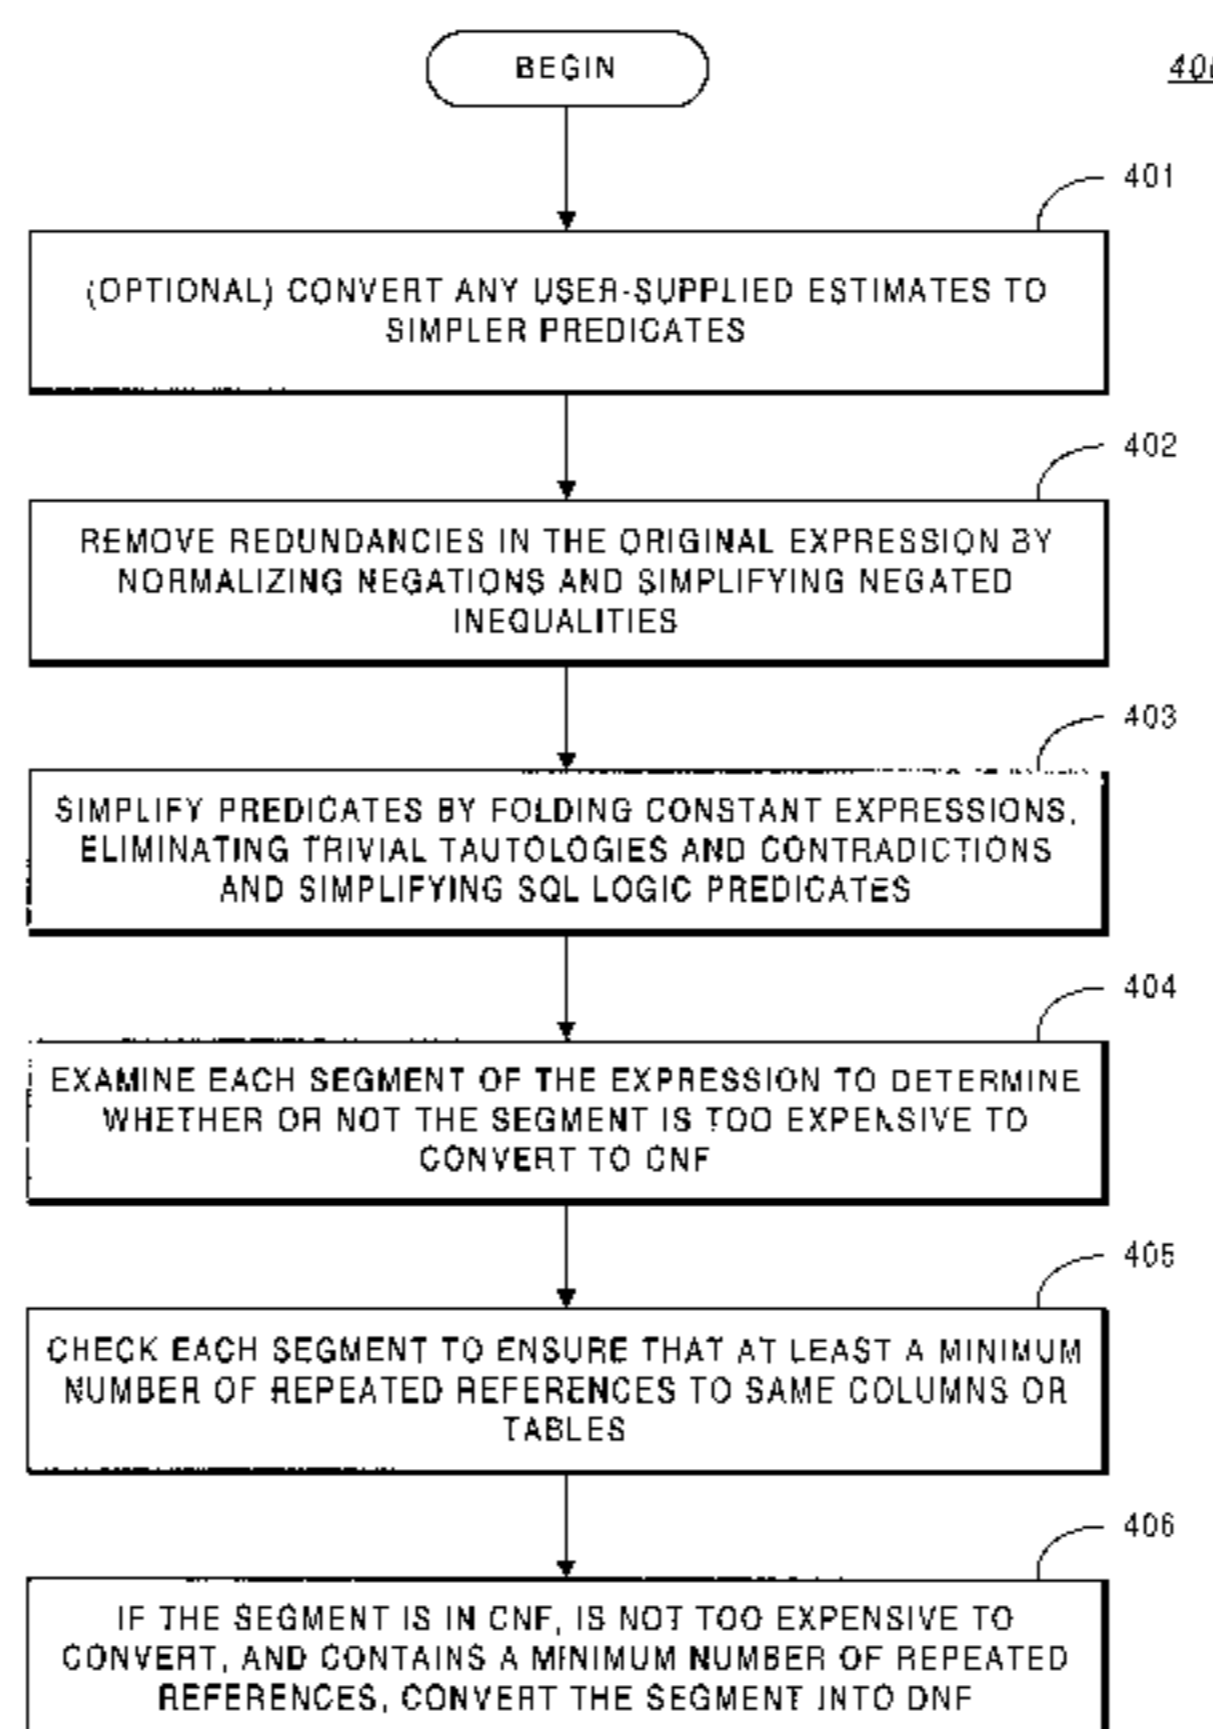 BEGIN
401
(OPTIONAL) CONVERT ANY USER-SUPPLIED ESTIMATES TO
SIMPLER PREDICATES
402
REMOVE REDUNDANCIES IN THE ORIGINAL EXPRESSION BY
NORMALIZING NEGATIONS AND SIMPLIFYING NEGATED
INEQUALITIES
403
SIMPLIFY PREDICATES BY FOLDING CONSTANT EXPRESSIONS,
ELIMINATING TRIVIAL TAUTOLOGIES AND CONTRADICTIONS
AND SIMPLIFYING SQL LOGIC PREDICATES
404
EXAMINE EACH SEGMENT OF THE EXPRESSION TO DETERMINE
WHETHER OR NOT THE SEGMENT IS TOO EXPENSIVE TO
CONVERT TO CNF
405
CHECK EACH SEGMENT TO ENSURE THAT AT LEAST A MINIMUM
NUMBER OF REPEATED REFERENCES TO SAME COLUMNS OR
TABLES
406
IF THE SEGMENT IS IN CNF, IS NOT TOO EXPENSIVE TO
CONVERT, AND CONTAINS A MINIMUM NUMBER OF REPEATED
REFERENCES, CONVERT THE SEGMENT INTO DNF